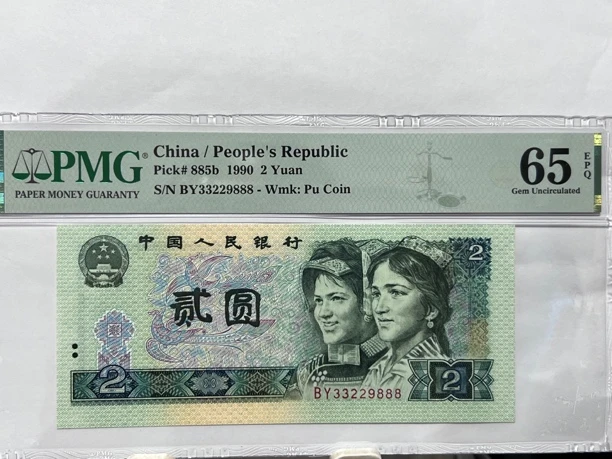 PMG
PAPER MONEY GUARANTY
China / People's Republic
Pick# 885b 1990 2 Yuan
S/N BY33229888 - Wmk: Pu Coin
65 EPQ
Gem Uncirculated
中国人民银行
贰圆
2
2
2
BY33229888